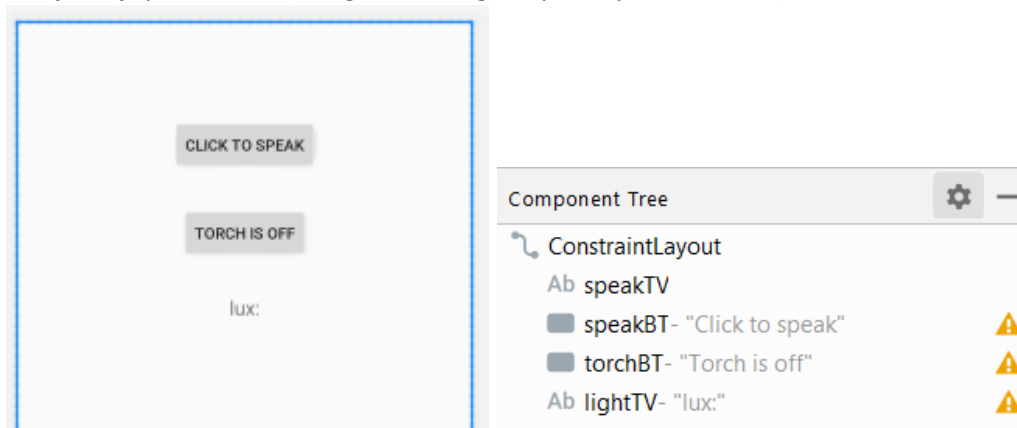 CLICK TO SPEAK
TORCH IS OFF
lux:
Component Tree
ConstraintLayout
Ab speakTV
speakBT- "Click to speak"
torchBT- "Torch is off"
Ab lightTV- "lux:"